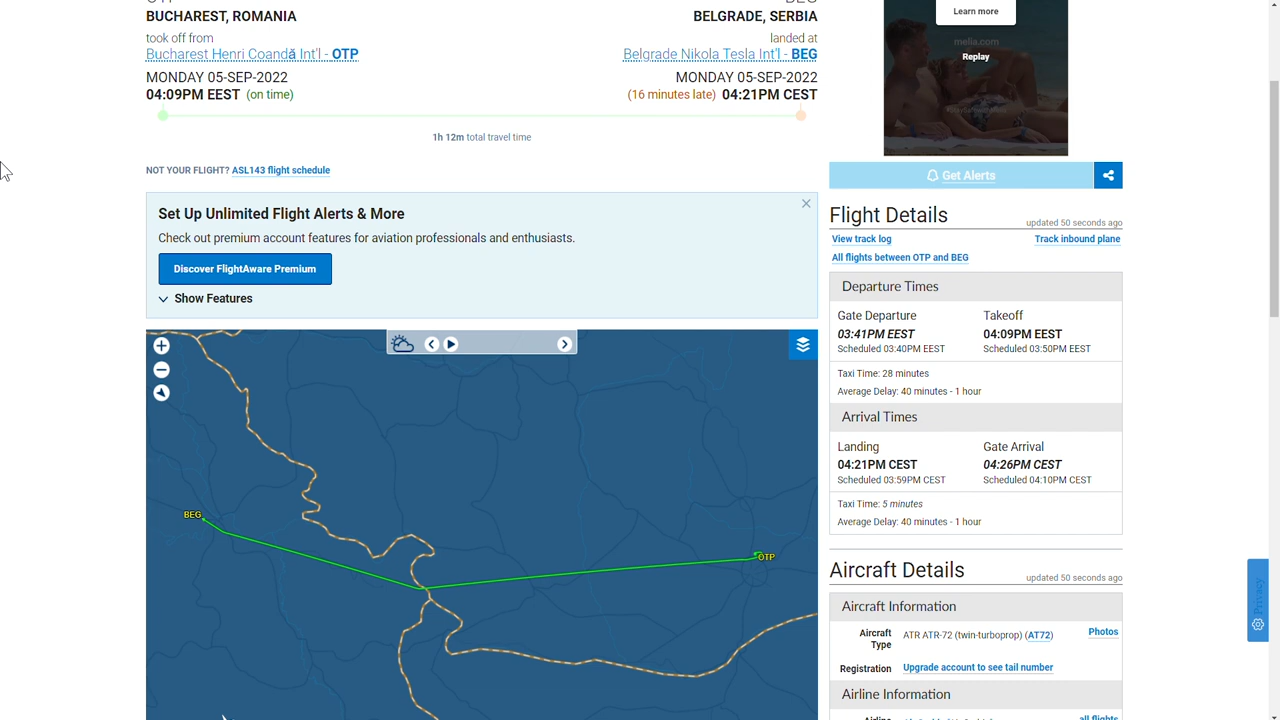 BUCHAREST, ROMANIA
BELGRADE, SERBIA
took off from
landed at
Bucharest Henri Coandă Int'l - OTP
Belgrade Nikola Tesla Int'l - BEG
MONDAY 05-SEP-2022
MONDAY 05-SEP-2022
04:09PM EEST (on time)
(16 minutes late) 04:21PM CEST
1h 12m total travel time
NOT YOUR FLIGHT? ASL143 flight schedule
Set Up Unlimited Flight Alerts & More
Check out premium account features for aviation professionals and enthusiasts.
Discover FlightAware Premium
Show Features
BEG
OTP
Learn more
melia.com
Replay
Get Alerts
Flight Details
updated 50 seconds ago
View track log
Track inbound plane
All flights between OTP and BEG
Departure Times
Gate Departure
Takeoff
03:41PM EEST
04:09PM EEST
Scheduled 03:40PM EEST
Scheduled 03:50PM EEST
Taxi Time: 28 minutes
Average Delay: 40 minutes - 1 hour
Arrival Times
Landing
Gate Arrival
04:21PM CEST
04:26PM CEST
Scheduled 03:59PM CEST
Scheduled 04:10PM CEST
Taxi Time: 5 minutes
Average Delay: 40 minutes - 1 hour
Aircraft Details
updated 50 seconds ago
Aircraft Information
Aircraft Type
ATR ATR-72 (twin-turboprop) (AT72)
Photos
Registration
Upgrade account to see tail number
Airline Information
all flights
Privacy